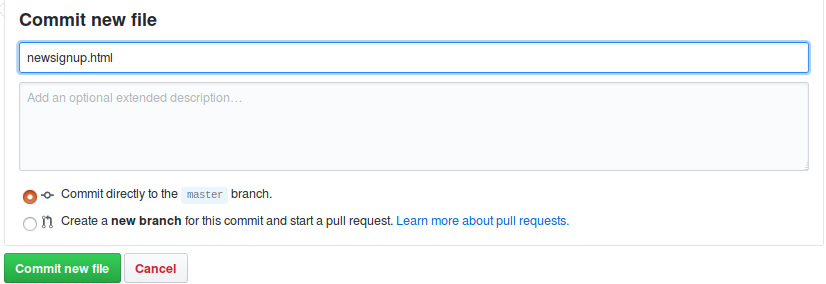 Commit new file
newsignup.html
Add an optional extended description…
Commit directly to the master branch.
Create a new branch for this commit and start a pull request. Learn more about pull requests.
Commit new file Cancel